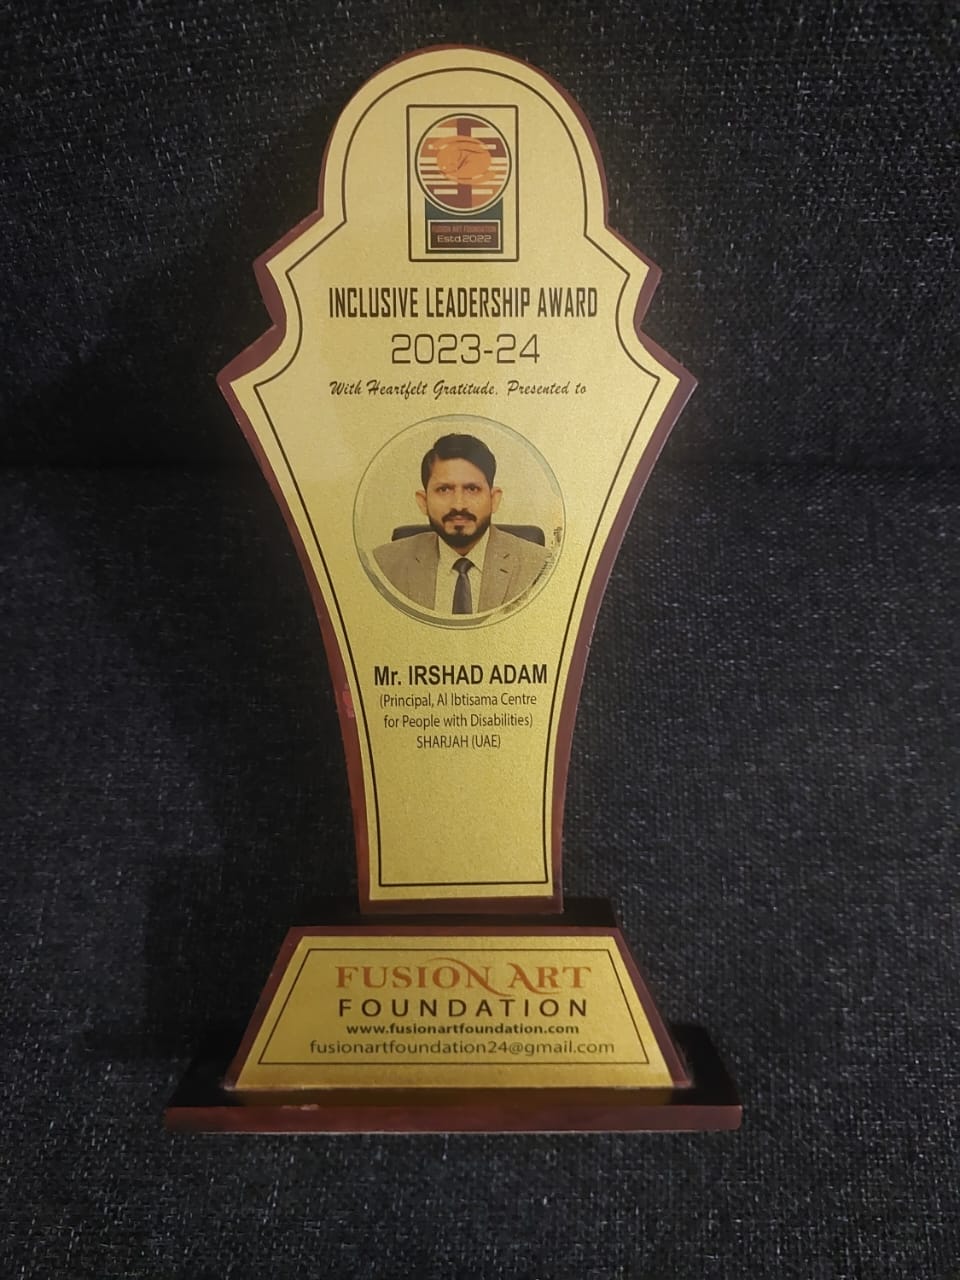 F
FUSION ART FOUNDATION
Estd.2022
INCLUSIVE LEADERSHIP AWARD
2023-24
With Heartfelt Gratitude, Presented to
Mr. IRSHAD ADAM
(Principal, Al Ibtisama Centre
for People with Disabilities)
SHARJAH (UAE)
FUSION ART
FOUNDATION
www.fusionartfoundation.com
fusionartfoundation24@gmail.com